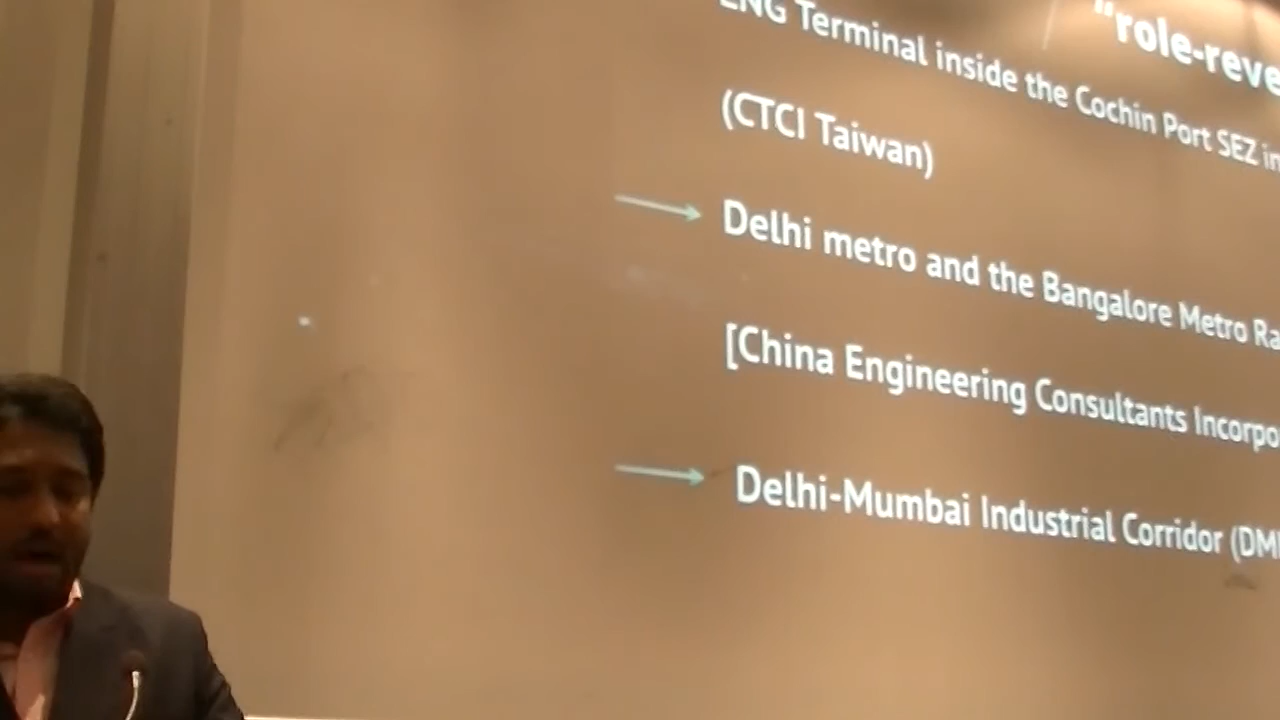 "role-reve
LNG Terminal inside the Cochin Port SEZ in
(CTCI Taiwan)
Delhi metro and the Bangalore Metro Ra
[China Engineering Consultants Incorpo
Delhi-Mumbai Industrial Corridor (DMI